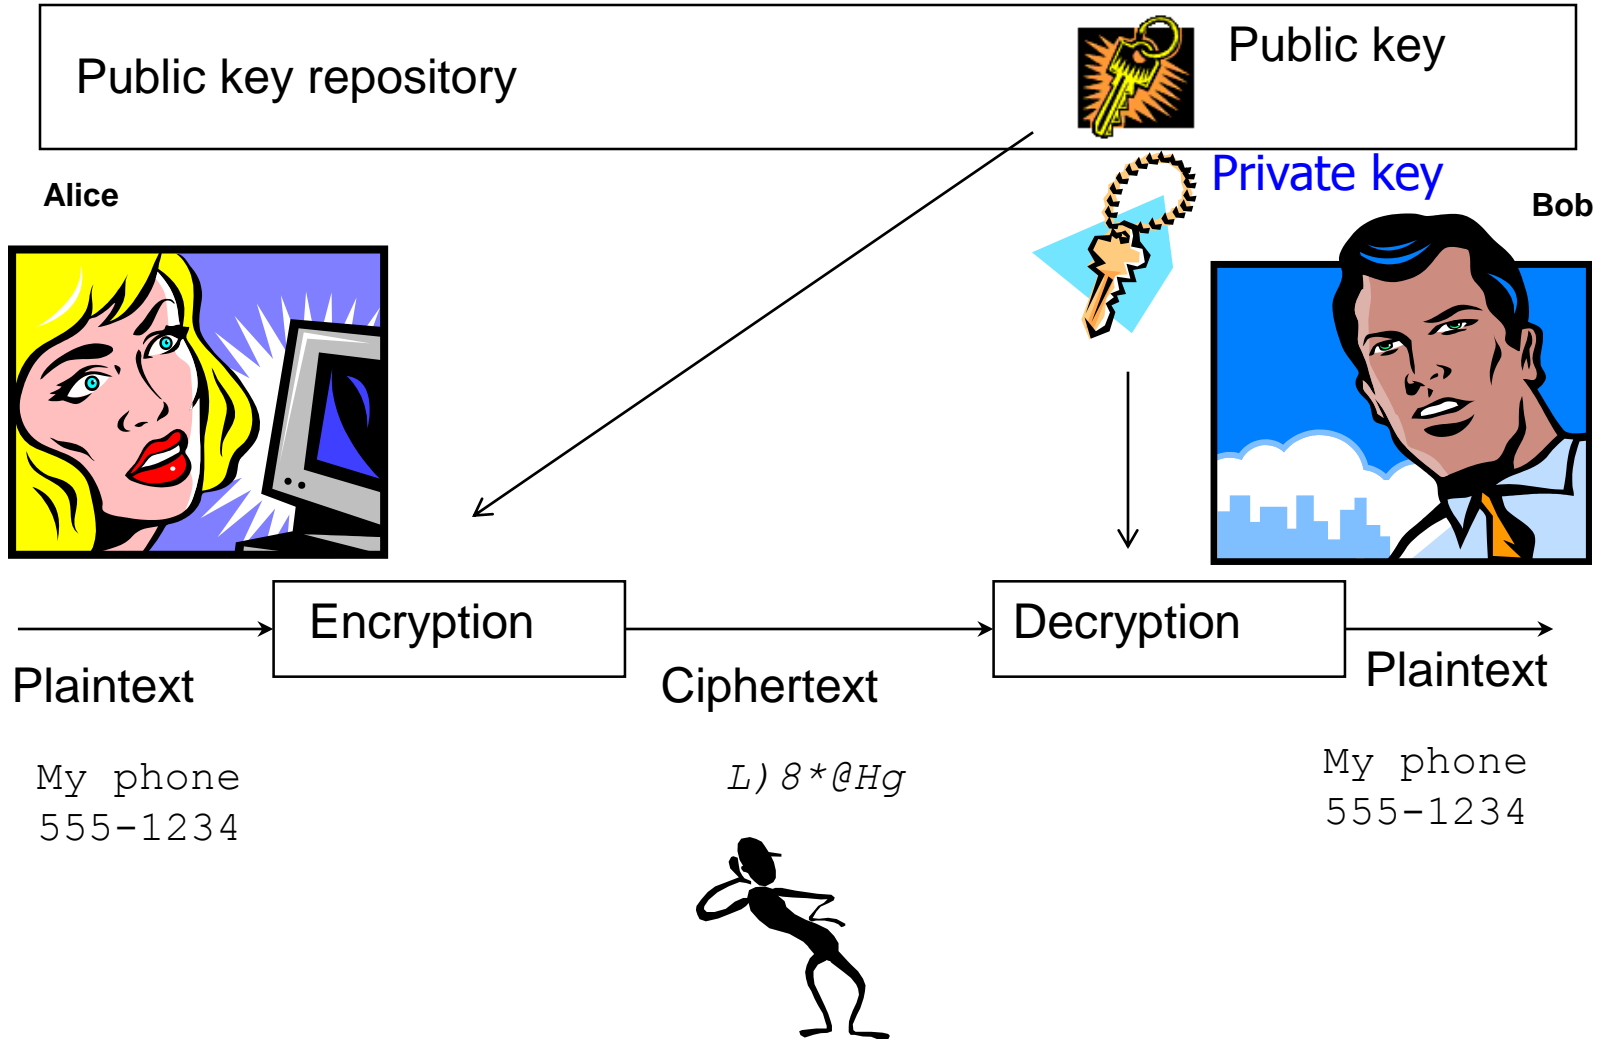 Public key repository
Public key
Private key
Alice
Bob
Encryption
Decryption
Plaintext
Ciphertext
Plaintext
My phone
555-1234
L)8*@Hg
My phone
555-1234